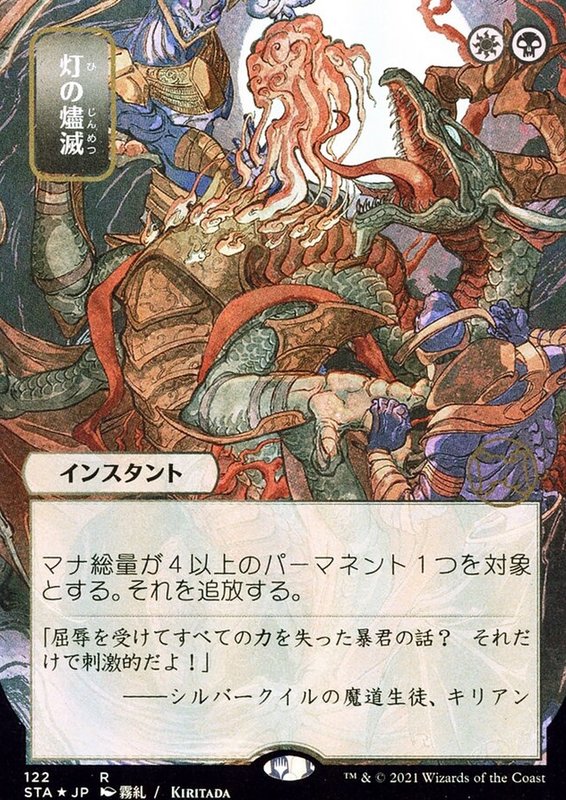 灯の燼滅
ひ
じんめつ
インスタント
マナ総量が4以上のパーマネント1つを対象
とする。それを追放する。
「屈辱を受けてすべての力を失った暴君の話? それだ
けで刺激的だよ!」
――シルバークイルの魔道生徒、キリアン
122 R
STA★JP 霧札 / KIRITADA
™ & © 2021 Wizards of the Coast